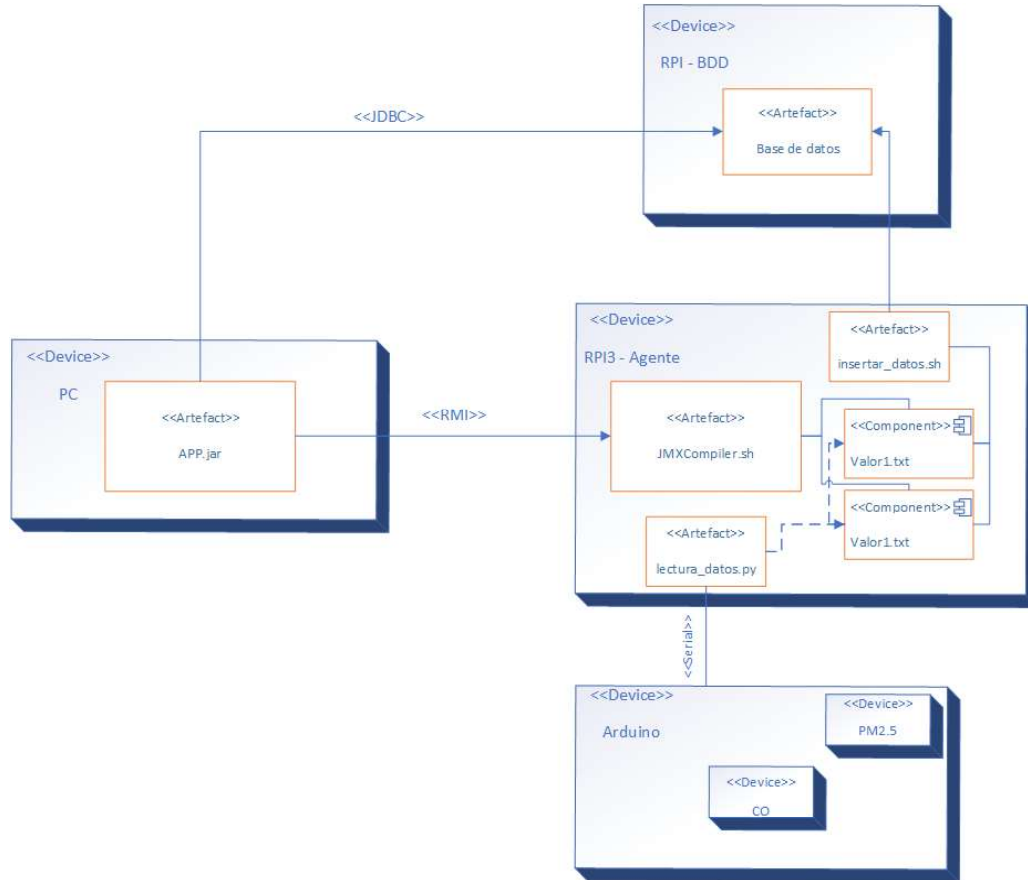 <<Device>>
RPI - BDD
<<Artefact>>
Base de datos
<<JDBC>>
<<Device>>
PC
<<Artefact>>
APP.jar
<<RMI>>
<<Device>>
RPI3 - Agente
<<Artefact>>
insertar_datos.sh
<<Artefact>>
JMXCompiler.sh
<<Component>>
Valor1.txt
<<Component>>
Valor1.txt
<<Artefact>>
lectura_datos.py
<<Serial>>
<<Device>>
Arduino
<<Device>>
PM2.5
<<Device>>
CO